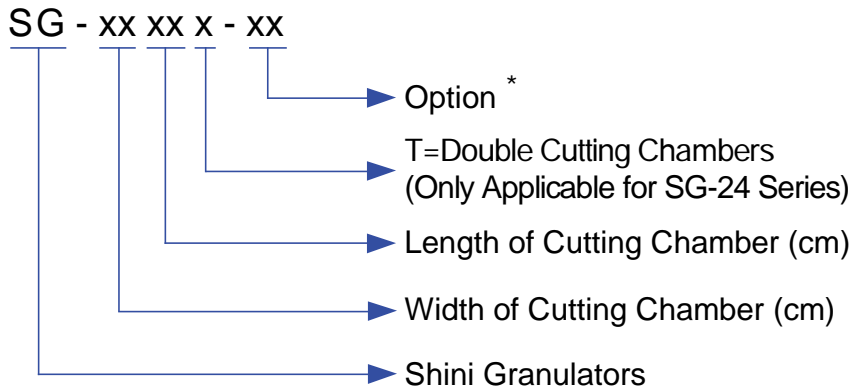 SG - xx xx x - xx
Option *
T=Double Cutting Chambers
(Only Applicable for SG-24 Series)
Length of Cutting Chamber (cm)
Width of Cutting Chamber (cm)
Shini Granulators